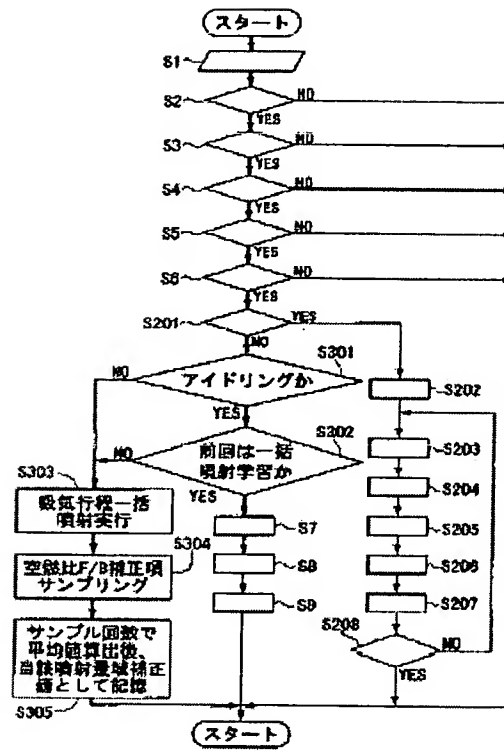 スタート
S1
S2
NO
YES
S3
NO
YES
S4
NO
YES
S5
NO
YES
S6
NO
YES
S201
YES
NO
S301
アイドリングか
NO
YES
S202
S302
前回は一括
噴射学習か
NO
YES
S203
S303
吸気行程一括
噴射実行
S7
S204
S304
空燃比F/B補正項
サンプリング
S8
S205
S206
S9
S207
サンプル回数で
平均値算出後、
当該噴射量域補正
値として記憶
S305
S208
NO
YES
スタート